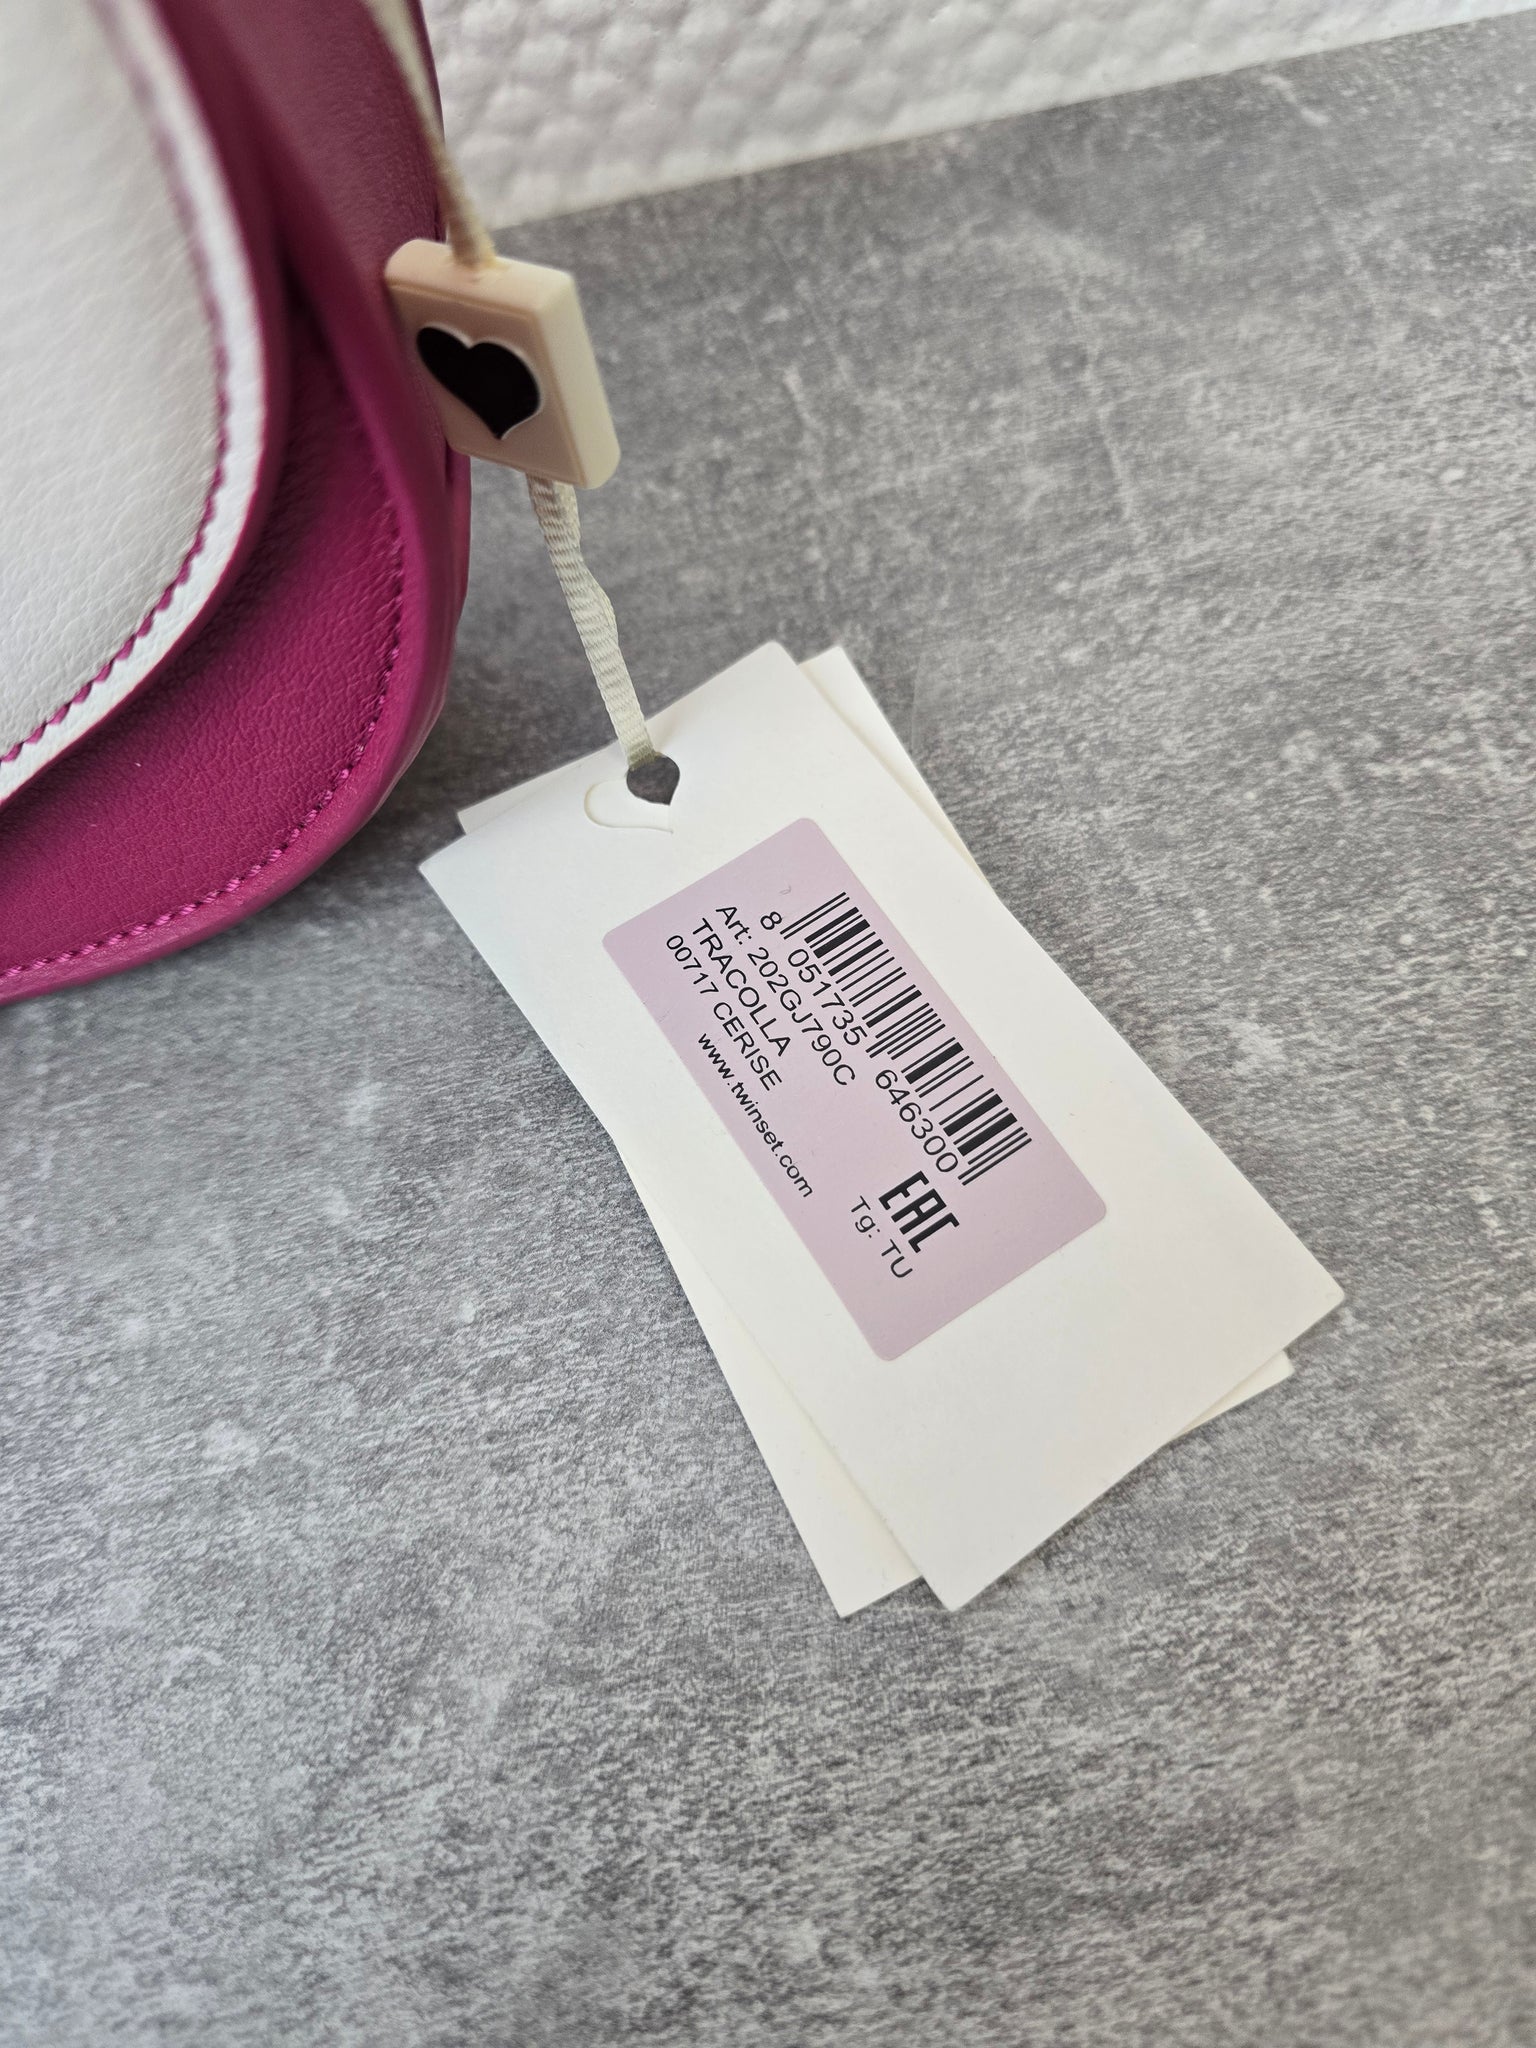 8 051735 646300
Art: 202GJ790C
TRACOLLA
00717 CERISE
www.twinset.com
EAC
Tg: TU